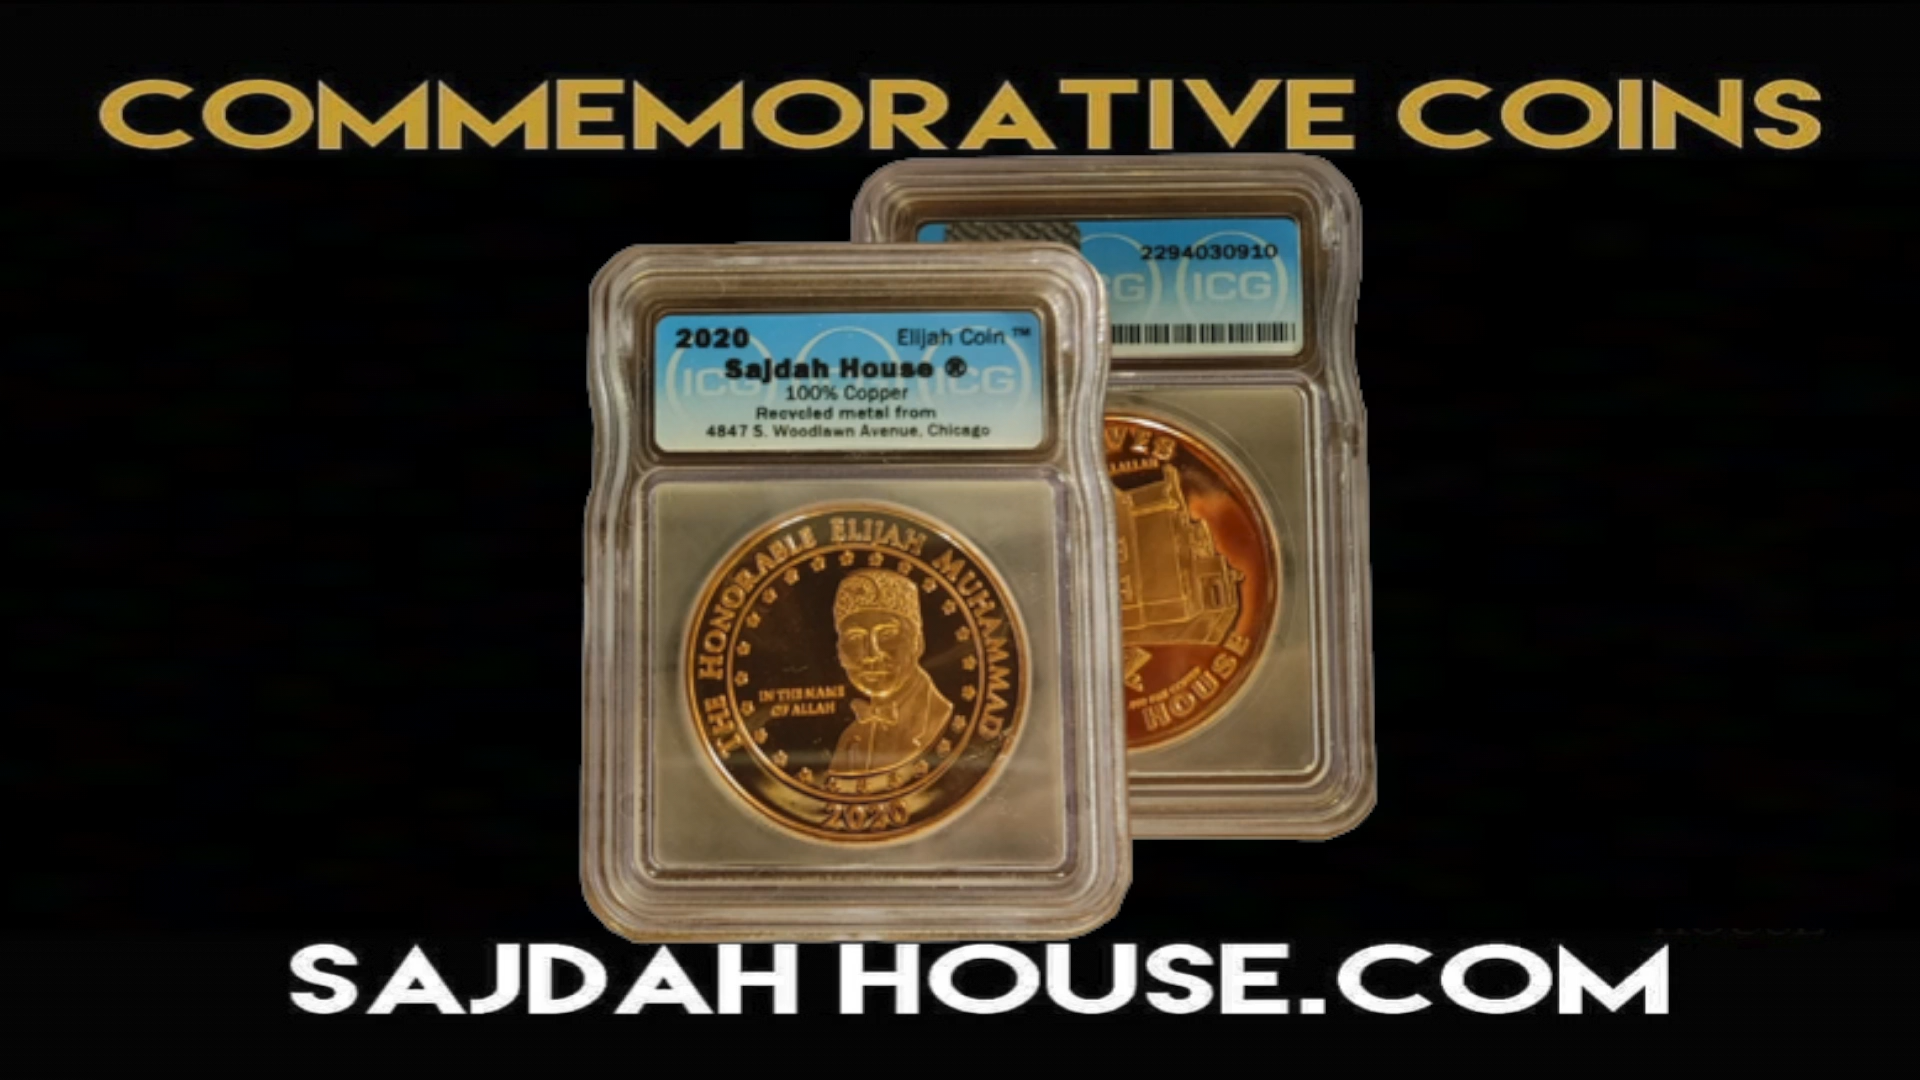 COMMEMORATIVE COINS
2294030910
ICG
2020 Elijah Coin ™
Sajdah House ®
100% Copper
ICG ICG
Recycled metal from
4847 S. Woodlawn Avenue, Chicago
THE HONORABLE ELIJAH MUHAMMAD
IN THE NAME
OF ALLAH
2020
HOUSE
SAJDAH HOUSE.COM